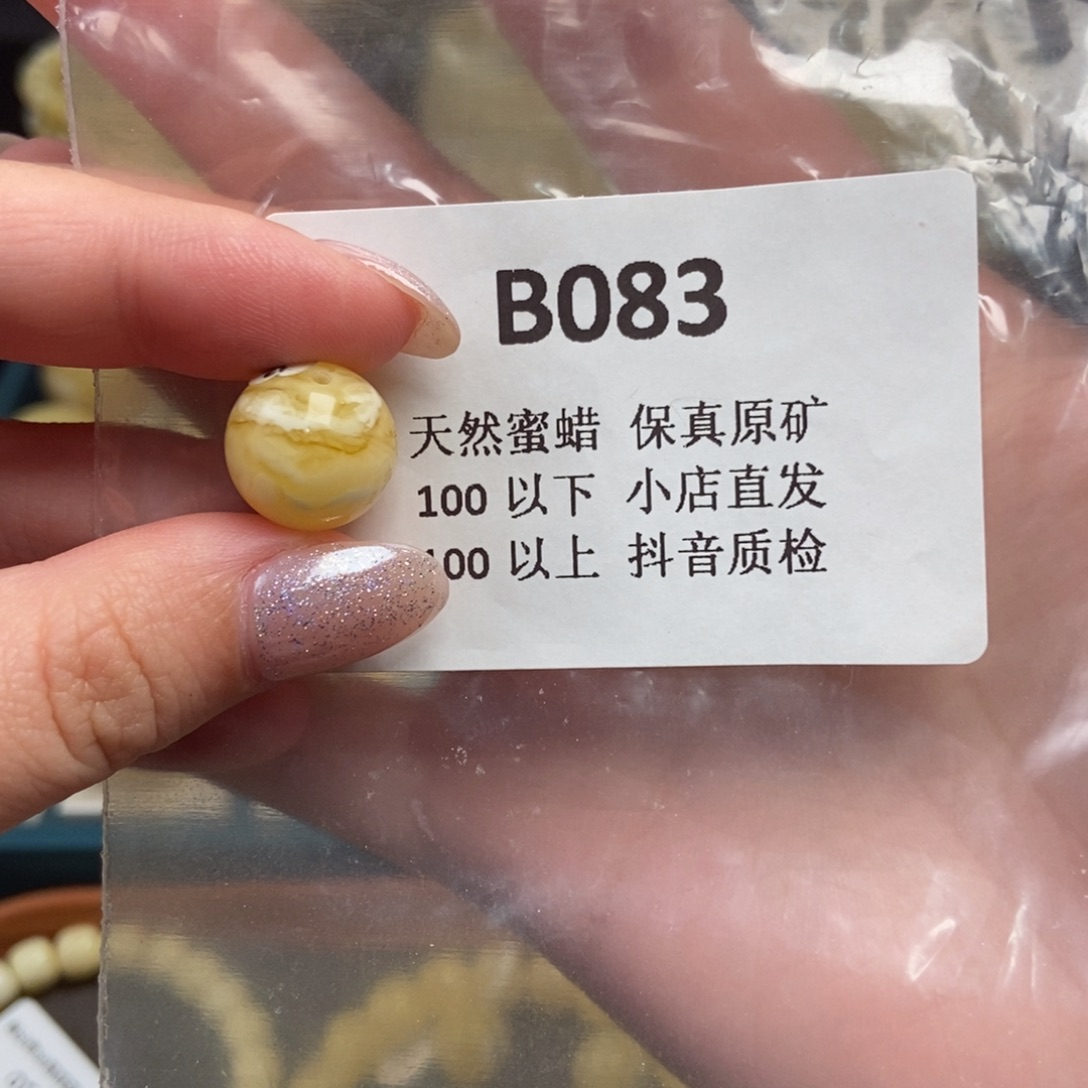 B083
天然蜜蜡 保真原矿
100 以下 小店直发
100 以上 抖音质检